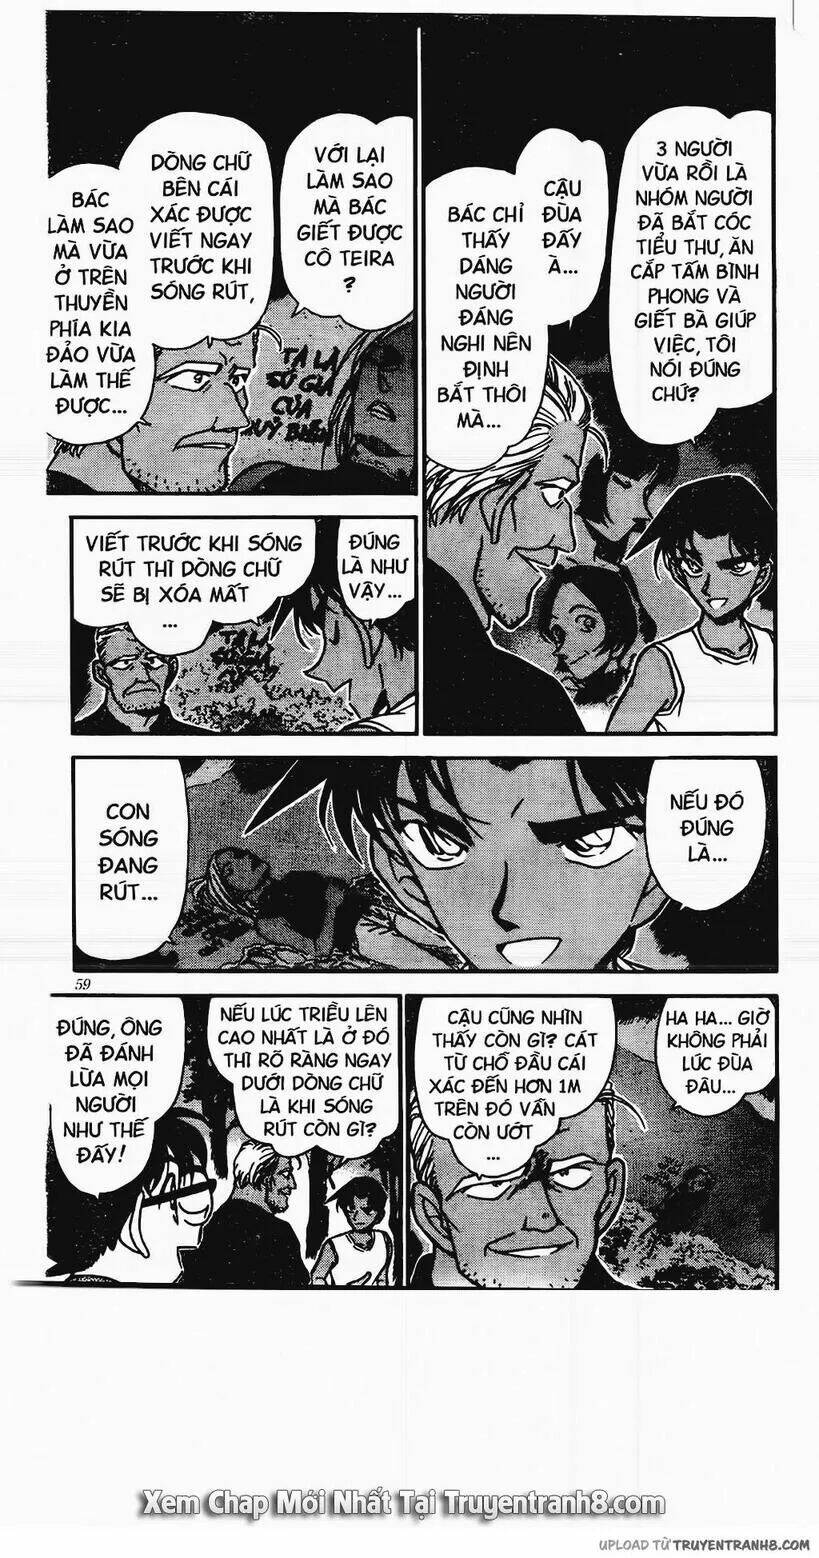 3 NGƯỜI
VỪA RỒI LÀ
NHÓM NGƯỜI
ĐÃ BẮT CÓC
TIỂU THƯ, ĂN
CẮP TẤM BÌNH
PHONG VÀ
GIẾT BÀ GIÚP
VIỆC, TÔI
NÓI ĐÚNG
CHỨ?
CẬU
ĐÙA
ĐẤY
À...
BÁC CHỈ
THẤY
DÁNG
NGƯỜI
ĐÁNG
NGHI NÊN
ĐỊNH
BẮT THÔI
MÀ...
VỚI LẠI
LÀM SAO
MÀ BÁC
GIẾT ĐƯỢC
CÔ TEIRA
?
DÒNG CHỮ
BÊN CÁI
XÁC ĐƯỢC
VIẾT NGAY
TRƯỚC KHI
SÓNG RÚT,
BÁC
LÀM SAO
MÀ VỪA
Ở TRÊN
THUYỀN
PHÍA KIA
ĐẢO VỪA
LÀM THẾ
ĐƯỢC...
TA LÀ
SỨ GIẢ
CỦA
QUỶ BIỂN
ĐÚNG
LÀ NHƯ
VẬY...
VIẾT TRƯỚC KHI SÓNG
RÚT THÌ DÒNG CHỮ
SẼ BỊ XÓA MẤT
...
TA LÀ
NẾU ĐÓ
ĐÚNG
LÀ...
CON
SÓNG
ĐANG
RÚT...
59
HA HA... GIỜ
KHÔNG PHẢI
LÚC ĐÙA
ĐÂU...
CẬU CŨNG NHÌN
THẤY CÒN GÌ? CÁT
TỪ CHỖ ĐẦU CÁI
XÁC ĐẾN HƠN 1M
TRÊN ĐÓ VẪN
CÒN ƯỚT
...
NẾU LÚC TRIỀU LÊN
CAO NHẤT LÀ Ở ĐÓ
THÌ RÕ RÀNG NGAY
DƯỚI DÒNG CHỮ
LÀ KHI SÓNG
RÚT CÒN GÌ?
ĐÚNG, ÔNG
ĐÃ ĐÁNH
LỪA MỌI
NGƯỜI
NHƯ THẾ
ĐẤY!
Xem Chap Mới Nhất Tại Truyentranh8.com
UPLOAD TỪ TRUYENTRANH8.COM